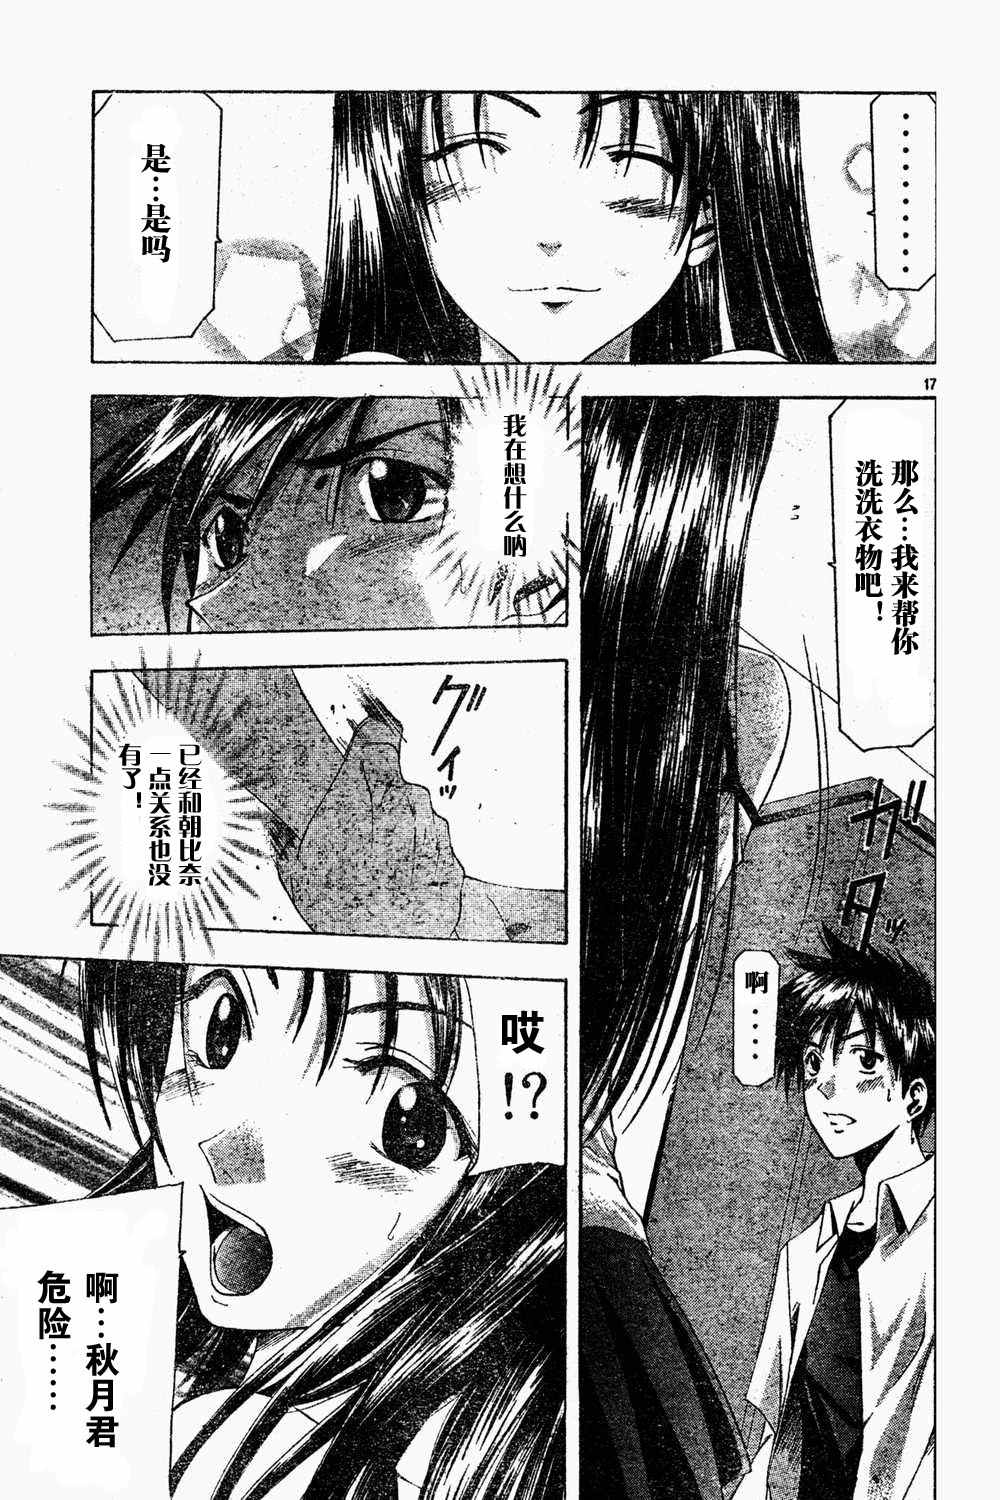 ………
是…是吗
17
那么…我来帮你
洗洗衣物吧！
ガ
タッ
啊…
我在想什么呐
グイッ
已经和朝比奈
一点关系也没
有了！
哎
!?
啊…秋月君
危险……